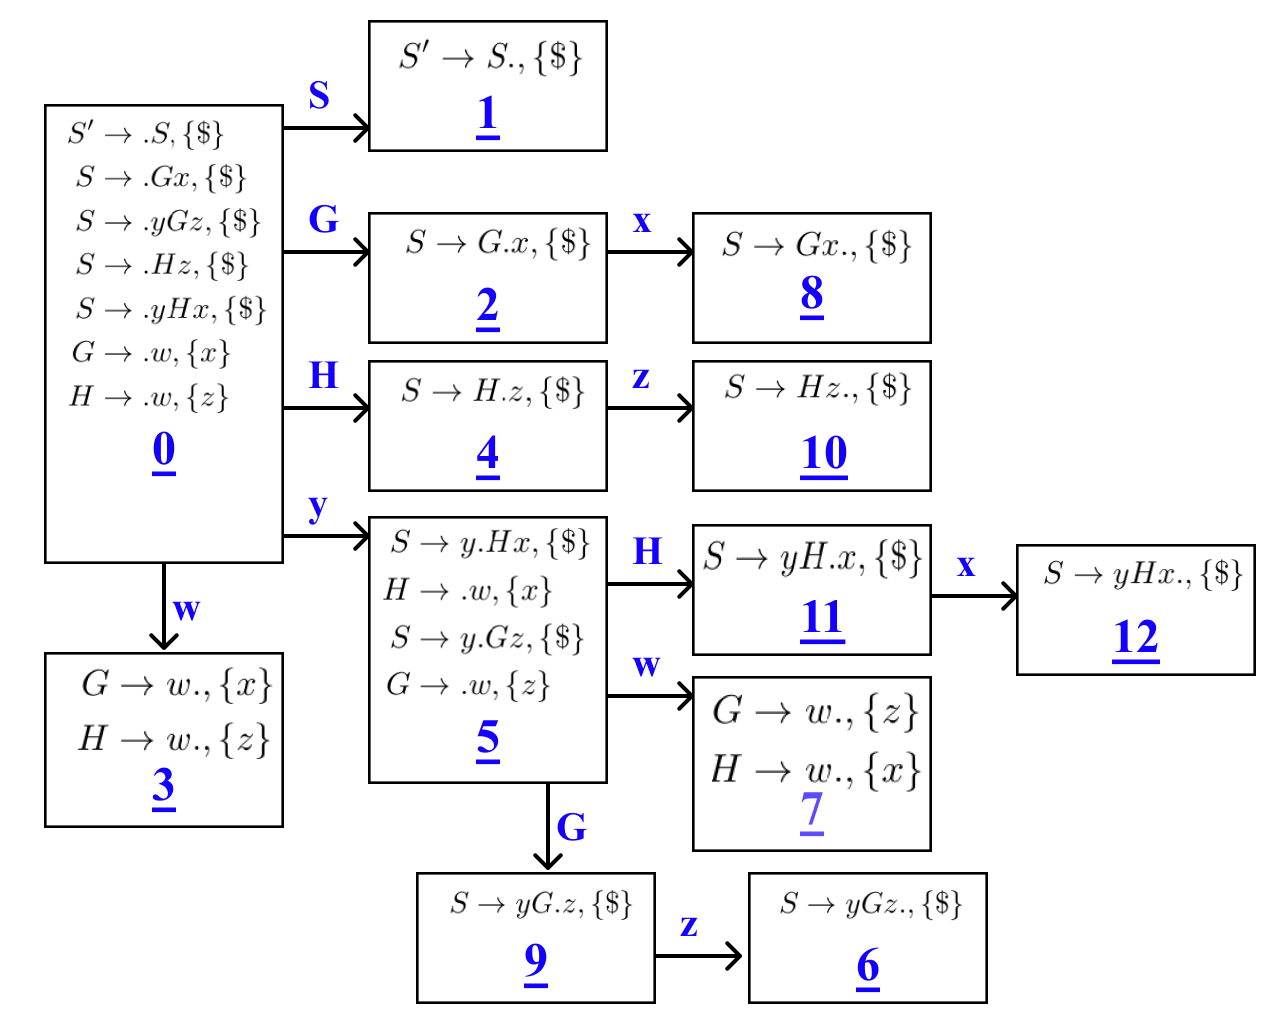 S′ → .S, {$}
S → .Gx, {$}
S → .yGz, {$}
S → .Hz, {$}
S → .yHx, {$}
G → .w, {x}
H → .w, {z}
0
S
S′ → S., {$}
1
G
S → G.x, {$}
2
x
S → Gx., {$}
8
H
S → H.z, {$}
4
z
S → Hz., {$}
10
y
S → y.Hx, {$}
H → .w, {x}
S → y.Gz, {$}
G → .w, {z}
5
H
S → yH.x, {$}
11
x
S → yHx., {$}
12
w
G → w., {x}
H → w., {z}
3
w
G → w., {z}
H → w., {x}
7
G
S → yG.z, {$}
9
z
S → yGz., {$}
6